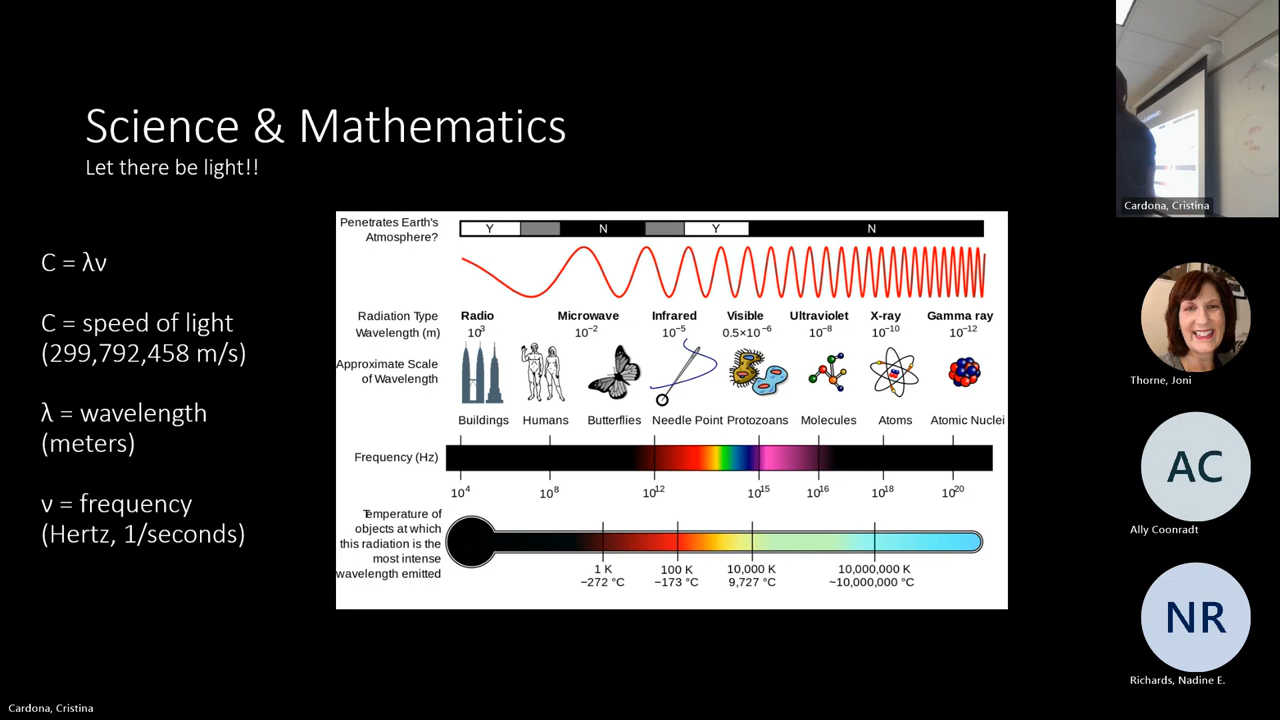 Science & Mathematics
Let there be light!!
C = λν
C = speed of light
(299,792,458 m/s)
λ = wavelength
(meters)
ν = frequency
(Hertz, 1/seconds)
Penetrates Earth's
Atmosphere?
Y N Y N
Radiation Type
Radio Microwave Infrared Visible Ultraviolet X-ray Gamma ray
Wavelength (m)
10³ 10⁻² 10⁻⁵ 0.5×10⁻⁶ 10⁻⁸ 10⁻¹⁰ 10⁻¹²
Approximate Scale
of Wavelength
Buildings Humans Butterflies Needle Point Protozoans Molecules Atoms Atomic Nuclei
Frequency (Hz)
10⁴ 10⁸ 10¹² 10¹⁵ 10¹⁶ 10¹⁸ 10²⁰
Temperature of
objects at which
this radiation is the
most intense
wavelength emitted
1 K 100 K 10,000 K 10,000,000 K
−272 °C −173 °C 9,727 °C ~10,000,000 °C
Cardona, Cristina
Thorne, Joni
AC
Ally Coonradt
NR
Richards, Nadine E.
Cardona, Cristina